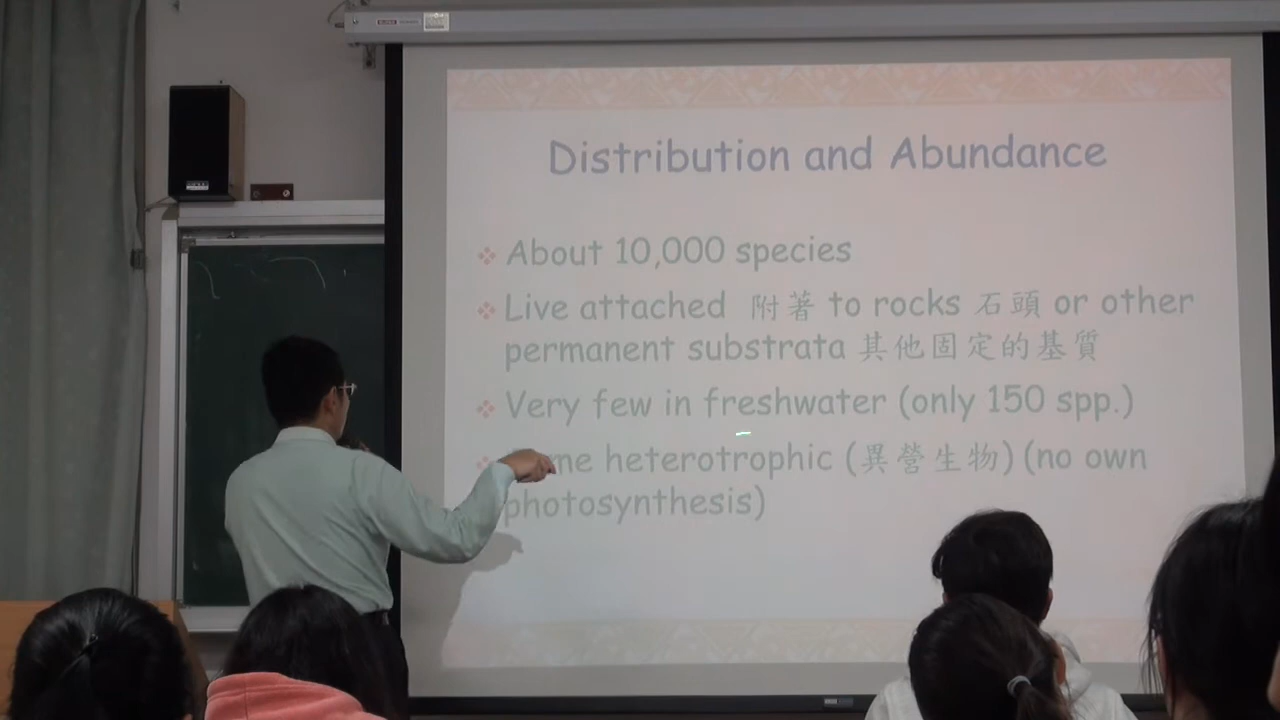 Distribution and Abundance
About 10,000 species
Live attached 附著 to rocks 石頭 or other
permanent substrata 其他固定的基質
Very few in freshwater (only 150 spp.)
heterotrophic (異營生物) (no own
photosynthesis)